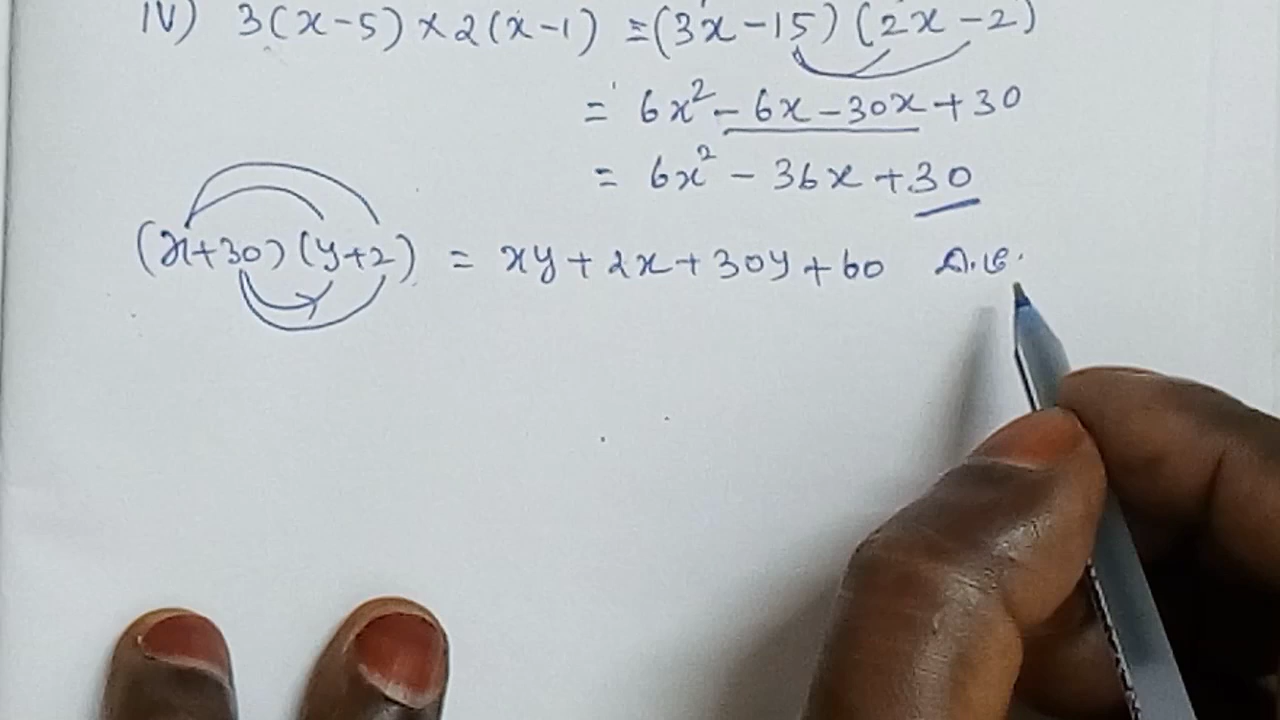 IV) 3(x-5) × 2(x-1) = (3x-15) (2x-2)
= 6x² - 6x - 30x + 30
= 6x² - 36x + 30
(x+30) (y+2) = xy + 2x + 30y + 60